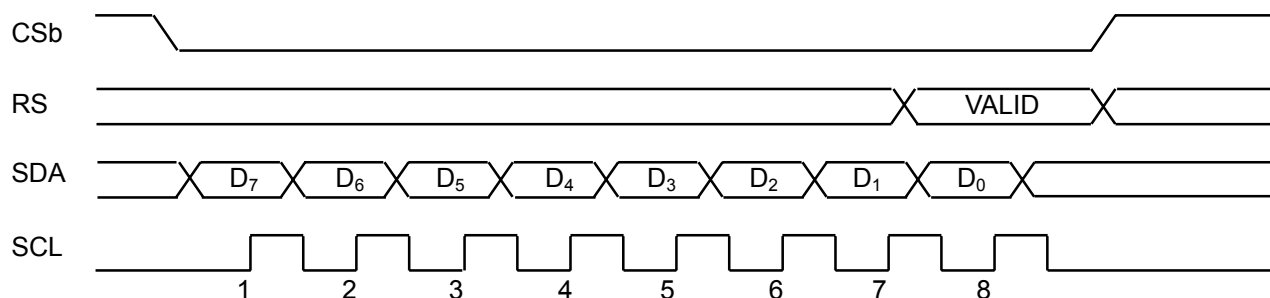 CSb
RS VALID
SDA D₇ D₆ D₅ D₄ D₃ D₂ D₁ D₀
SCL
1 2 3 4 5 6 7 8